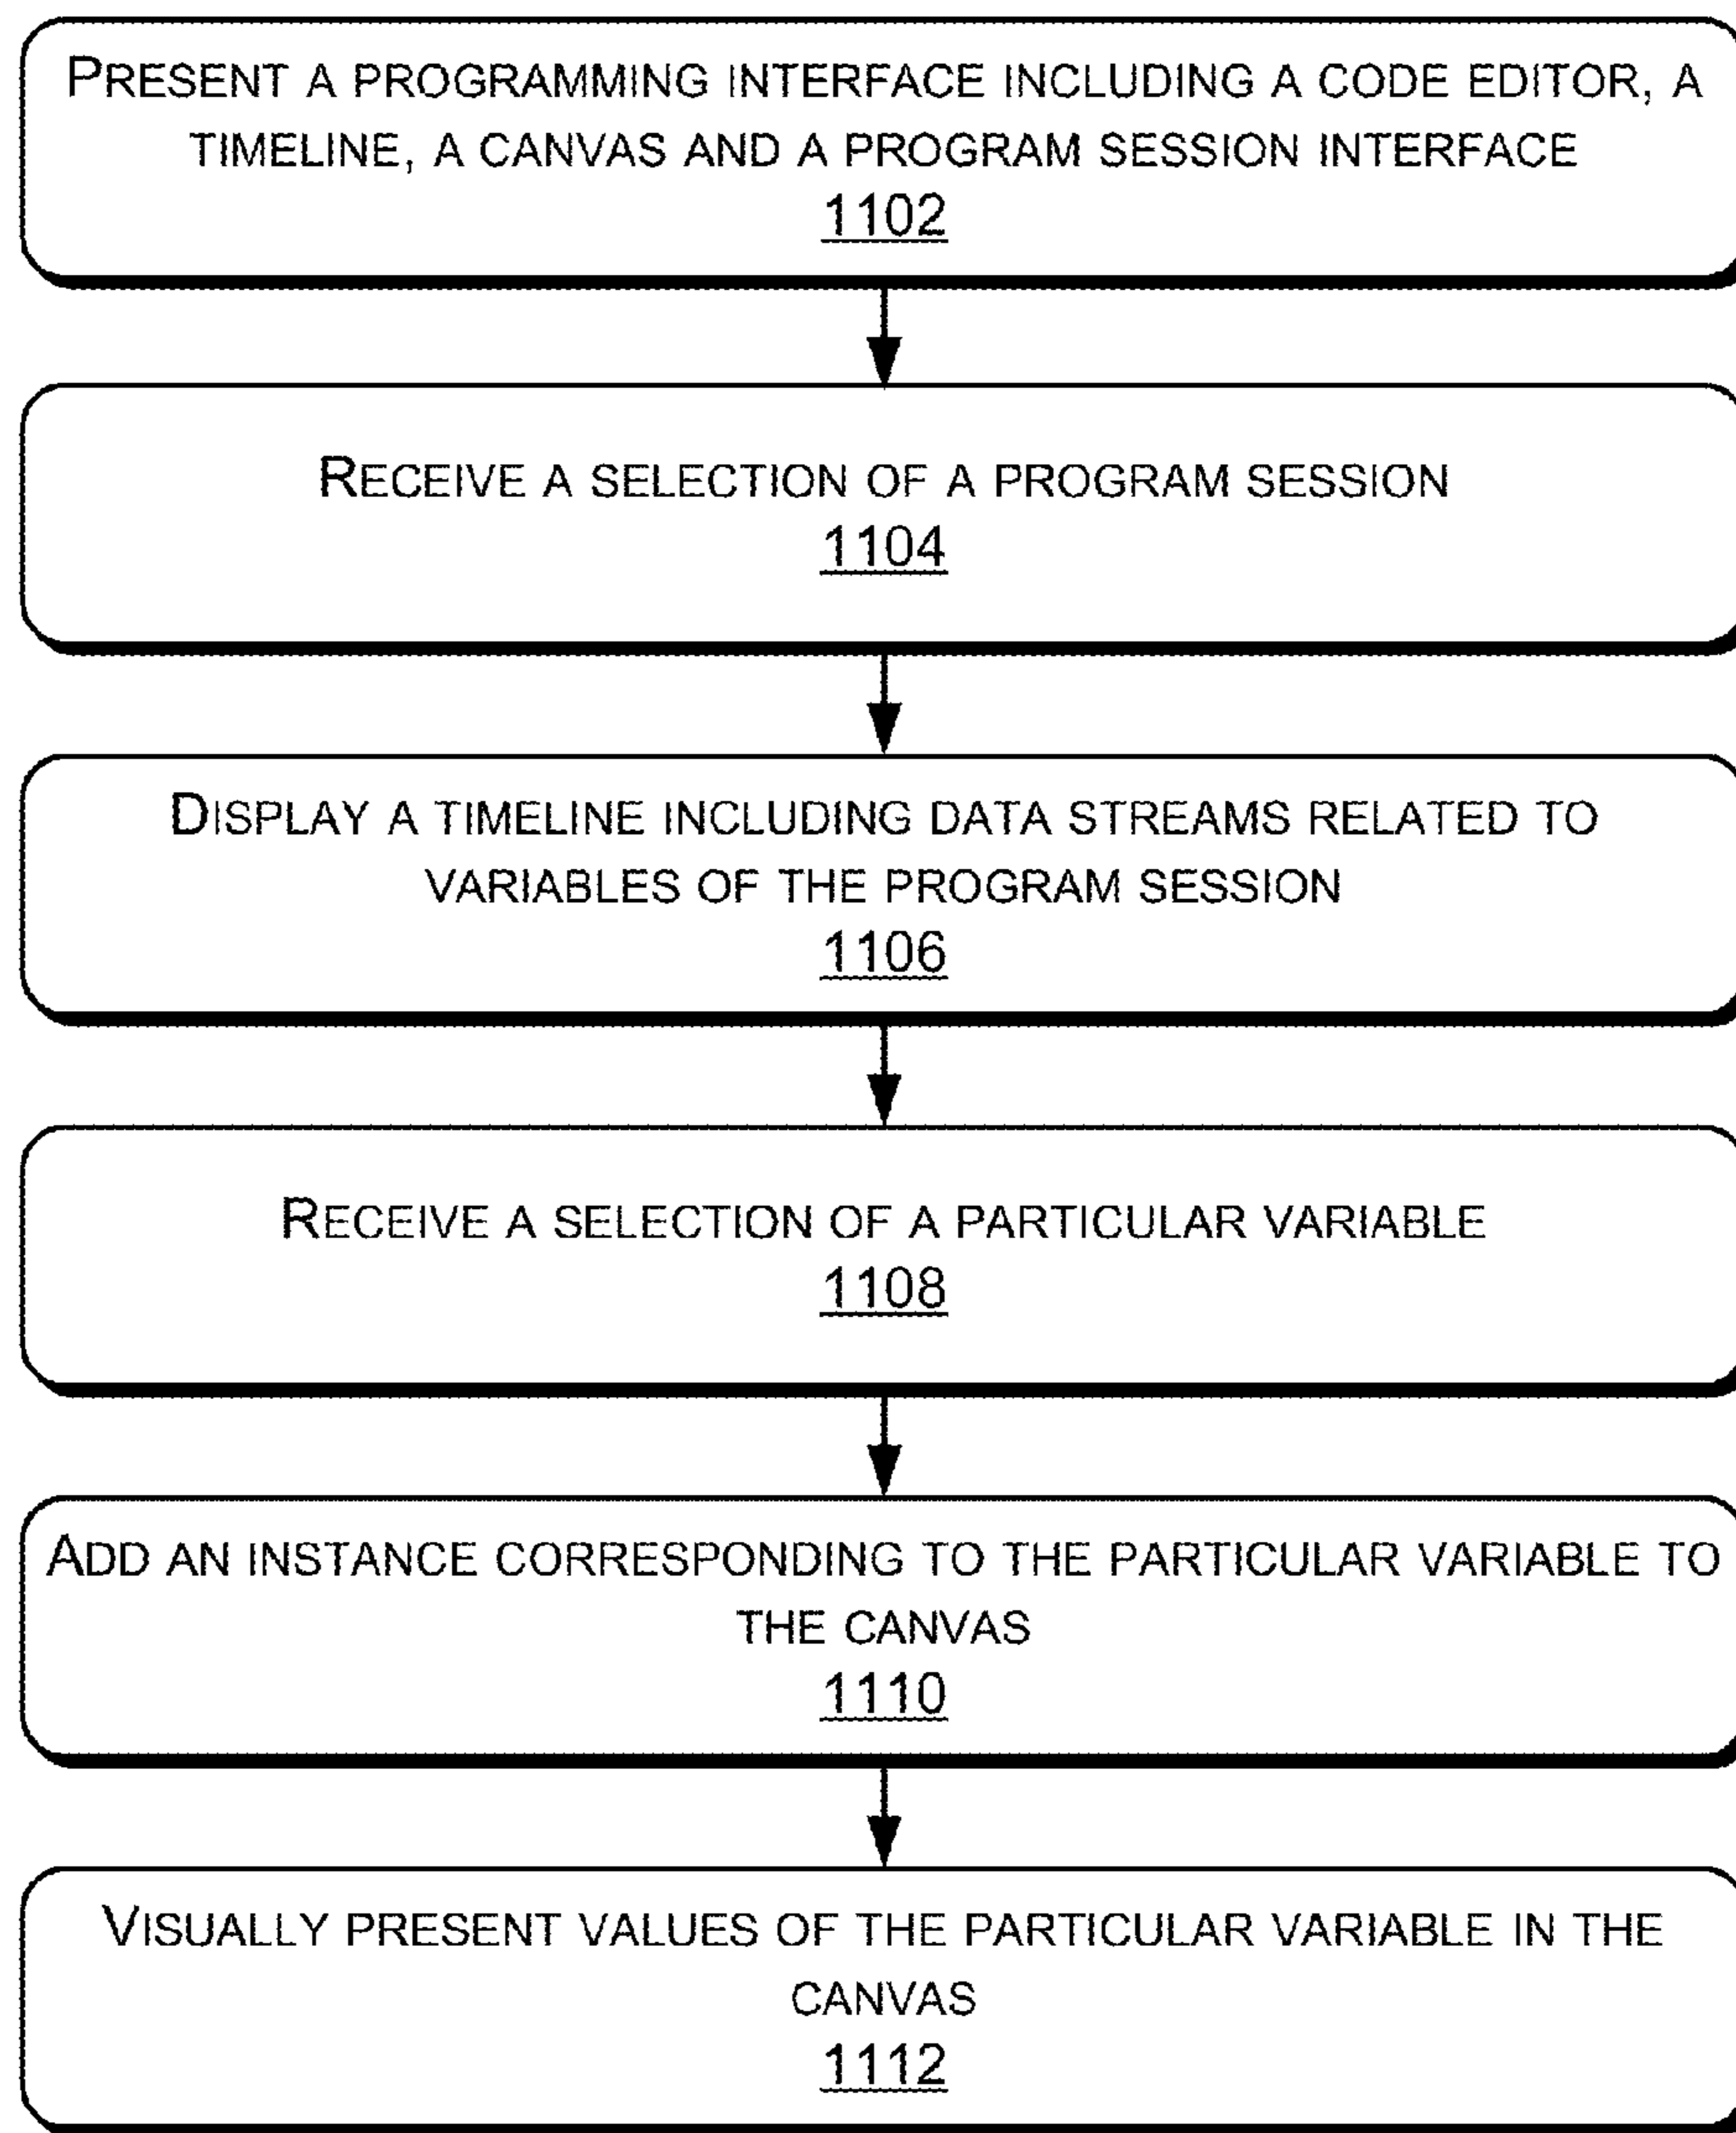 PRESENT A PROGRAMMING INTERFACE INCLUDING A CODE EDITOR, A
TIMELINE, A CANVAS AND A PROGRAM SESSION INTERFACE
1102
RECEIVE A SELECTION OF A PROGRAM SESSION
1104
DISPLAY A TIMELINE INCLUDING DATA STREAMS RELATED TO
VARIABLES OF THE PROGRAM SESSION
1106
RECEIVE A SELECTION OF A PARTICULAR VARIABLE
1108
ADD AN INSTANCE CORRESPONDING TO THE PARTICULAR VARIABLE TO
THE CANVAS
1110
VISUALLY PRESENT VALUES OF THE PARTICULAR VARIABLE IN THE
CANVAS
1112